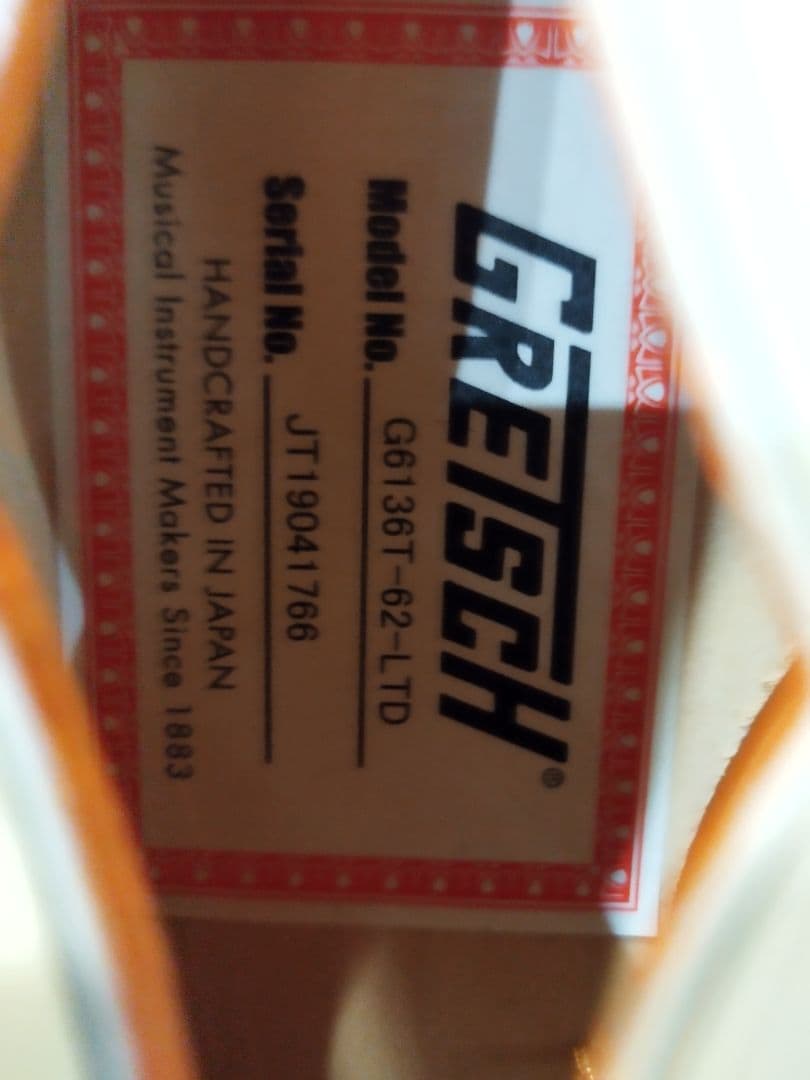 GRETSCH®
Model No. G6136T-62-LTD
Serial No. JT19041766
HANDCRAFTED IN JAPAN
Musical Instrument Makers Since 1883